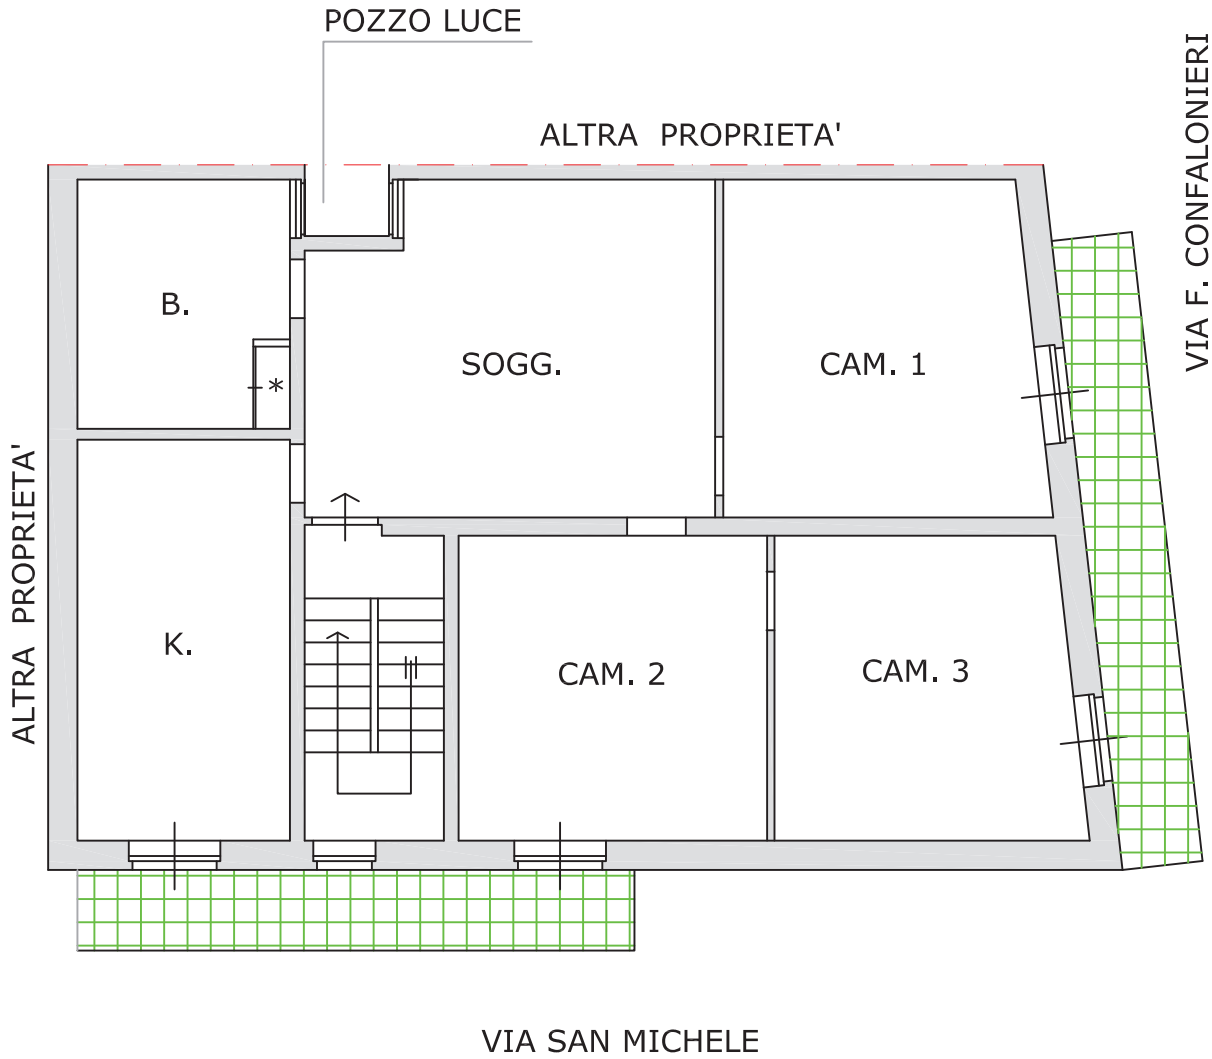 POZZO LUCE
VIA F. CONFALONIERI
ALTRA PROPRIETA'
B.
SOGG.
CAM. 1
*
ALTRA PROPRIETA'
K.
CAM. 2
CAM. 3
VIA SAN MICHELE